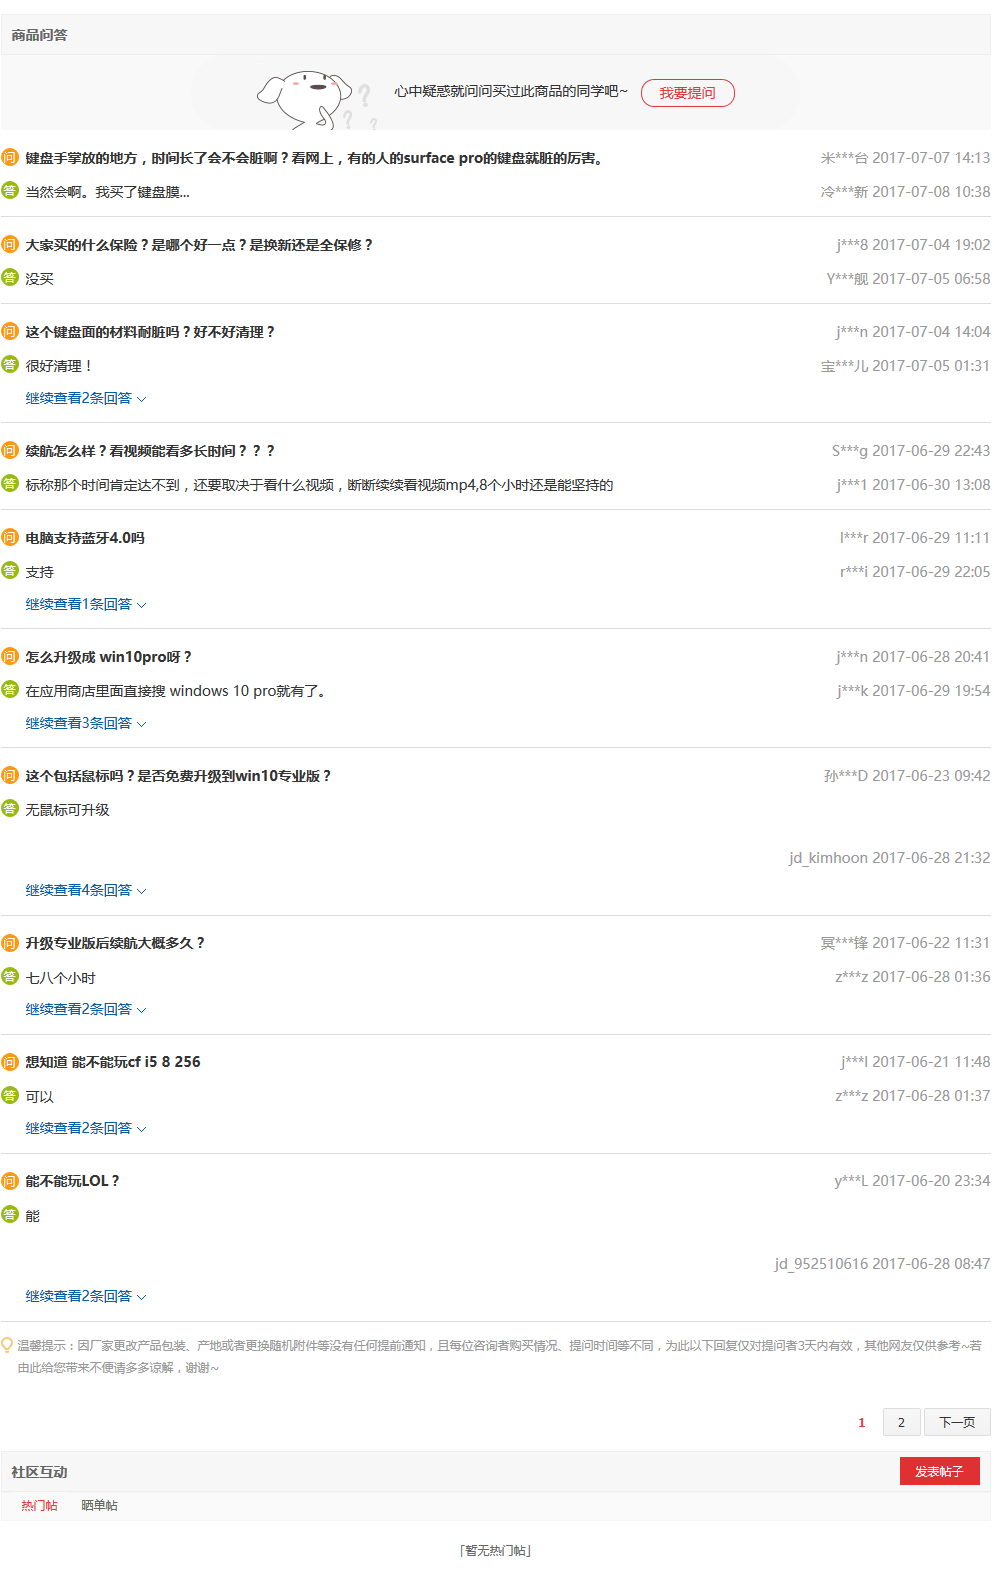 商品问答
心中疑惑就问问买过此商品的同学吧~ 我要提问
问 键盘手掌放的地方，时间长了会不会脏啊？看网上，有的人的surface pro的键盘就脏的厉害。 米***台 2017-07-07 14:13
答 当然会啊。我买了键盘膜... 冷***新 2017-07-08 10:38
问 大家买的什么保险？是哪个好一点？是换新还是全保修？ j***8 2017-07-04 19:02
答 没买 Y***舰 2017-07-05 06:58
问 这个键盘面的材料耐脏吗？好不好清理？ j***n 2017-07-04 14:04
答 很好清理！ 宝***儿 2017-07-05 01:31
继续查看2条回答
问 续航怎么样？看视频能看多长时间？？？ S***g 2017-06-29 22:43
答 标称那个时间肯定达不到，还要取决于看什么视频，断断续续看视频mp4,8个小时还是能坚持的 j***1 2017-06-30 13:08
问 电脑支持蓝牙4.0吗 l***r 2017-06-29 11:11
答 支持 r***i 2017-06-29 22:05
继续查看1条回答
问 怎么升级成 win10pro呀？ j***n 2017-06-28 20:41
答 在应用商店里面直接搜 windows 10 pro就有了。 j***k 2017-06-29 19:54
继续查看3条回答
问 这个包括鼠标吗？是否免费升级到win10专业版？ 孙***D 2017-06-23 09:42
答 无鼠标可升级
jd_kimhoon 2017-06-28 21:32
继续查看4条回答
问 升级专业版后续航大概多久？ 冥***锋 2017-06-22 11:31
答 七八个小时 z***z 2017-06-28 01:36
继续查看2条回答
问 想知道 能不能玩cf i5 8 256 j***l 2017-06-21 11:48
答 可以 z***z 2017-06-28 01:37
继续查看2条回答
问 能不能玩LOL？ y***L 2017-06-20 23:34
答 能
jd_952510616 2017-06-28 08:47
继续查看2条回答
温馨提示：因厂家更改产品包装、产地或者更换随机附件等没有任何提前通知，且每位咨询者购买情况、提问时间等不同，为此以下回复仅对提问者3天内有效，其他网友仅供参考~若
由此给您带来不便请多多谅解，谢谢~
1 2 下一页
社区互动 发表帖子
热门帖 晒单帖
「暂无热门帖」